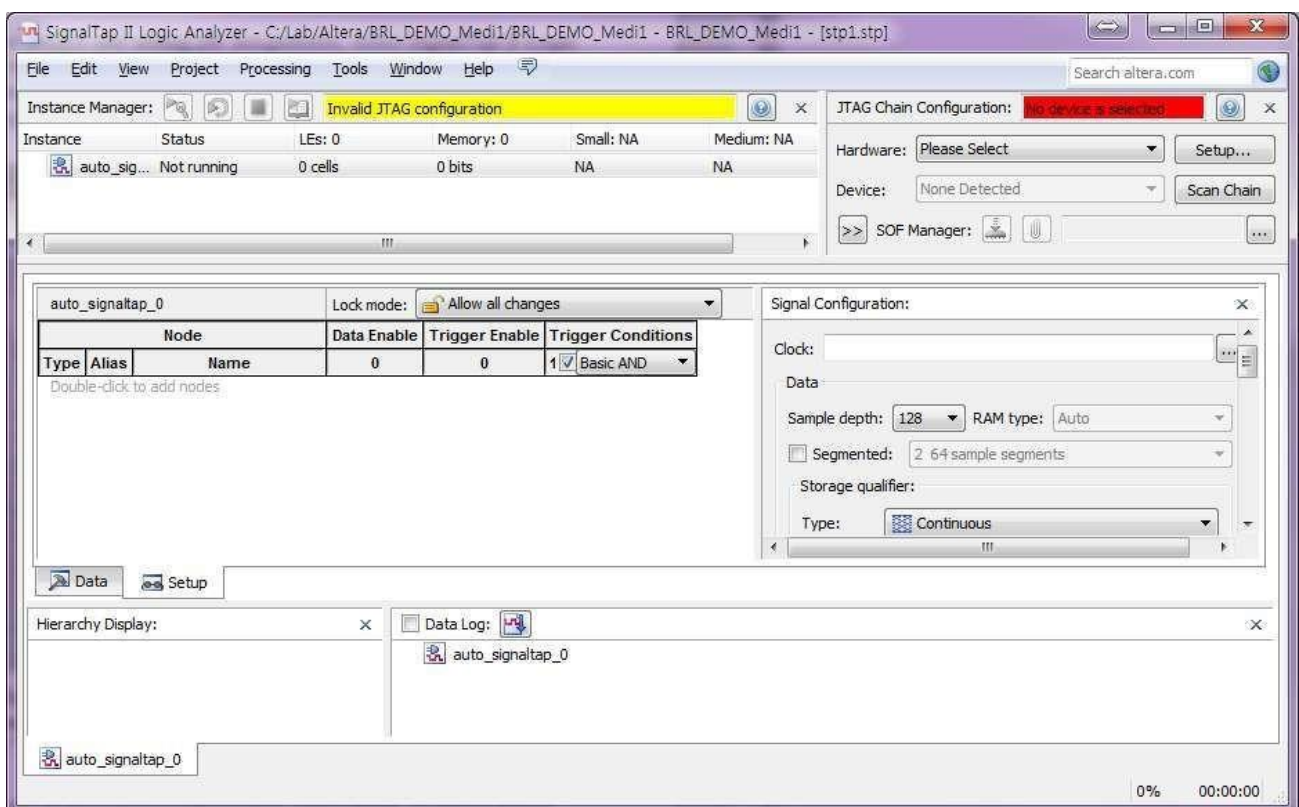 SignalTap II Logic Analyzer - C:/Lab/Altera/BRL_DEMO_Medi1/BRL_DEMO_Medi1 - BRL_DEMO_Medi1 - [stp1.stp]
File Edit View Project Processing Tools Window Help
Search altera.com
Instance Manager: Invalid JTAG configuration
Instance Status LEs: 0 Memory: 0 Small: NA Medium: NA
auto_sig... Not running 0 cells 0 bits NA NA
JTAG Chain Configuration: No device is selected
Hardware: Please Select Setup...
Device: None Detected Scan Chain
>> SOF Manager: ...
auto_signaltap_0 Lock mode: Allow all changes
Node Data Enable Trigger Enable Trigger Conditions
Type Alias Name 0 0 1 Basic AND
Double-click to add nodes
Signal Configuration:
Clock: ...
Data
Sample depth: 128 RAM type: Auto
Segmented: 2 64 sample segments
Storage qualifier:
Type: Continuous
Data Setup
Hierarchy Display:
Data Log:
auto_signaltap_0
auto_signaltap_0
0% 00:00:00